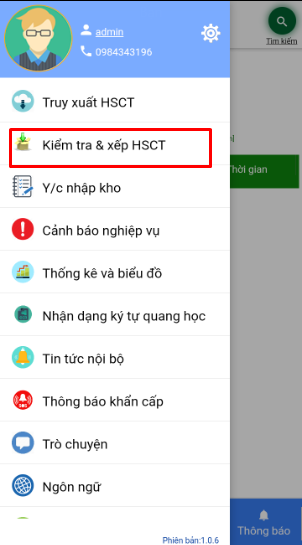 admin
0984343196
Tìm kiếm
Truy xuất HSCT
Kiểm tra & xếp HSCT
Thời gian
Y/c nhập kho
Cảnh báo nghiệp vụ
Thống kê và biểu đồ
Nhận dạng ký tự quang học
Tin tức nội bộ
Thông báo khẩn cấp
SOS
Trò chuyện
Ngôn ngữ
Thông báo
Phiên bản:1.0.6